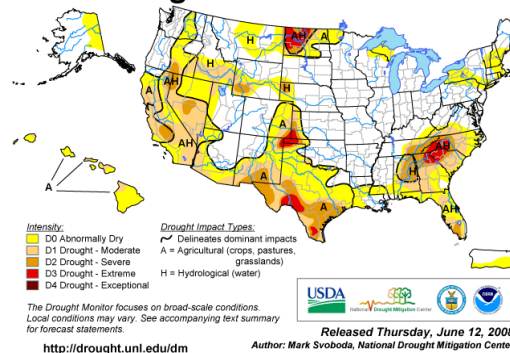 H
H
A
A
AH
H
H
A
A
AH
AH
H
A
A
AH
A
Intensity:
D0 Abnormally Dry
D1 Drought - Moderate
D2 Drought - Severe
D3 Drought - Extreme
D4 Drought - Exceptional
Drought Impact Types:
Delineates dominant impacts
A = Agricultural (crops, pastures,
grasslands)
H = Hydrological (water)
The Drought Monitor focuses on broad-scale conditions.
Local conditions may vary. See accompanying text summary
for forecast statements.
http://drought.unl.edu/dm
USDA
National Drought Mitigation Center
Released Thursday, June 12, 2008
Author: Mark Svoboda, National Drought Mitigation Cente